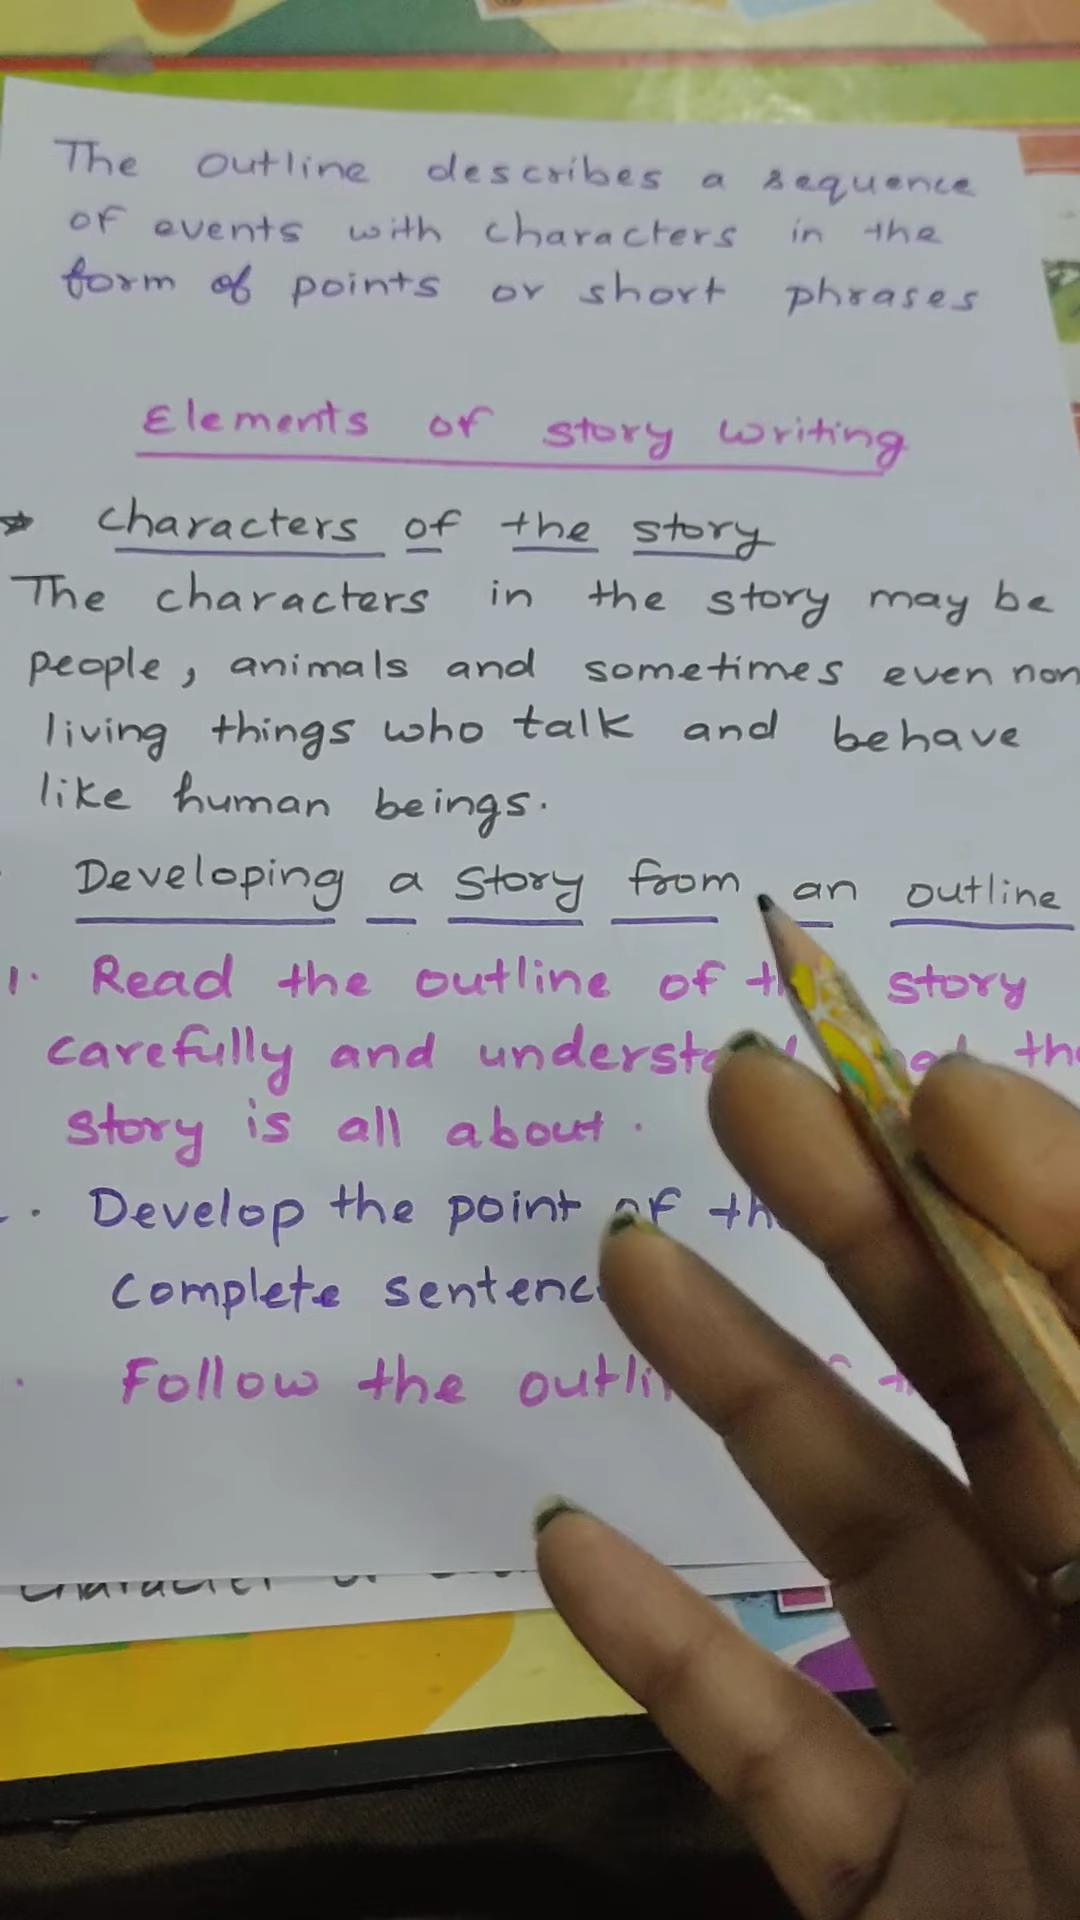 The outline describes a sequence
of events with characters in the
form of points or short phrases
Elements of story writing
* characters of the story
The characters in the story may be
people, animals and sometimes even non
living things who talk and behave
like human beings.
Developing a story from an outline
1. Read the outline of story
carefully and the
story is all about.
Develop the point of
complete
Follow the
character